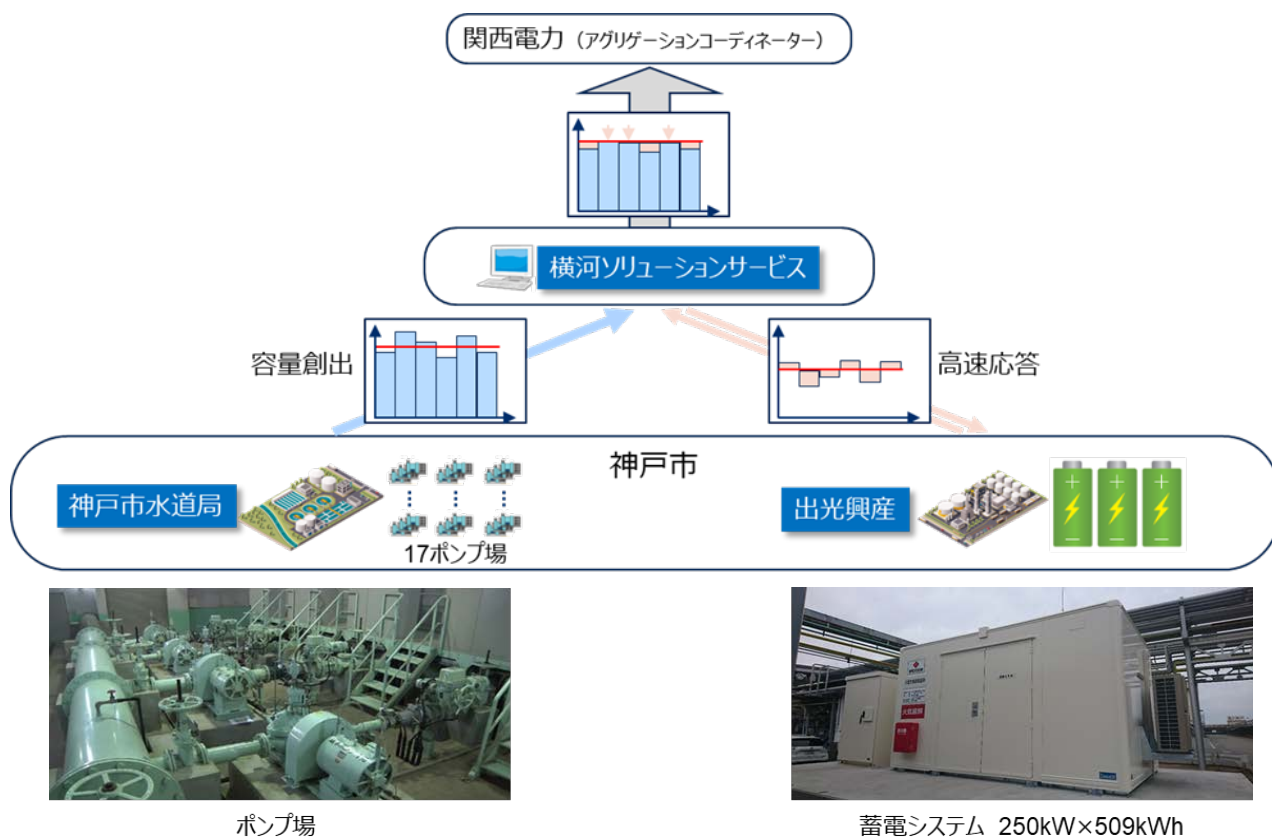 関西電力（アグリゲーションコーディネーター）
横河ソリューションサービス
容量創出
高速応答
神戸市
神戸市水道局
出光興産
17ポンプ場
ポンプ場
蓄電システム 250kW×509kWh